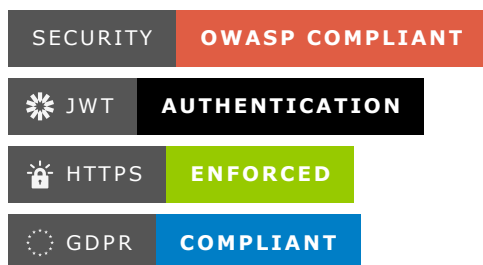 SECURITY OWASP COMPLIANT
JWT AUTHENTICATION
HTTPS ENFORCED
GDPR COMPLIANT